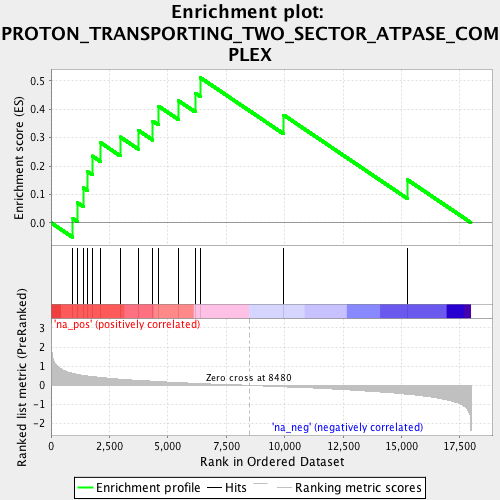 Enrichment plot:
PROTON_TRANSPORTING_TWO_SECTOR_ATPASE_COM
PLEX
Enrichment score (ES)
0.5
0.4
0.3
0.2
0.1
0.0
'na_pos' (positively correlated)
Ranked list metric (PreRanked)
3
2
1
0
-1
-2
Zero cross at 8480
'na_neg' (negatively correlated)
0
2,500
5,000
7,500
10,000
12,500
15,000
17,500
Rank in Ordered Dataset
Enrichment profile
Hits
Ranking metric scores